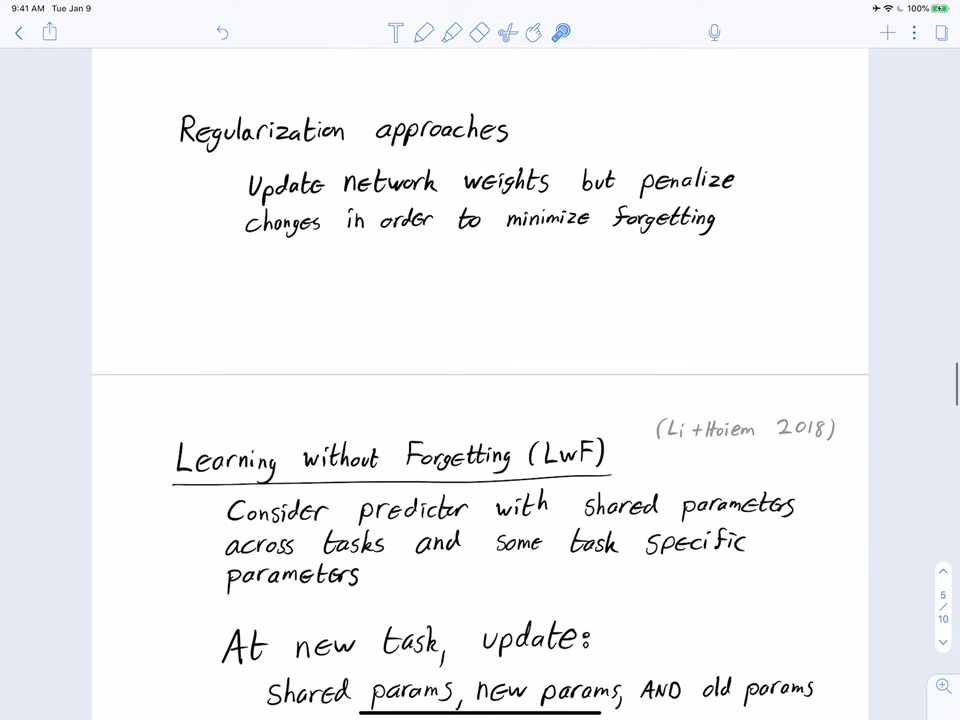 9:41 AM Tue Jan 9
100%
Regularization approaches
Update network weights but penalize
changes in order to minimize forgetting
(Li + Hoiem 2018)
Learning without Forgetting (LwF)
Consider predictor with shared parameters
across tasks and some task specific
parameters
At new task, update:
shared params, new params, AND old params
5
/
10